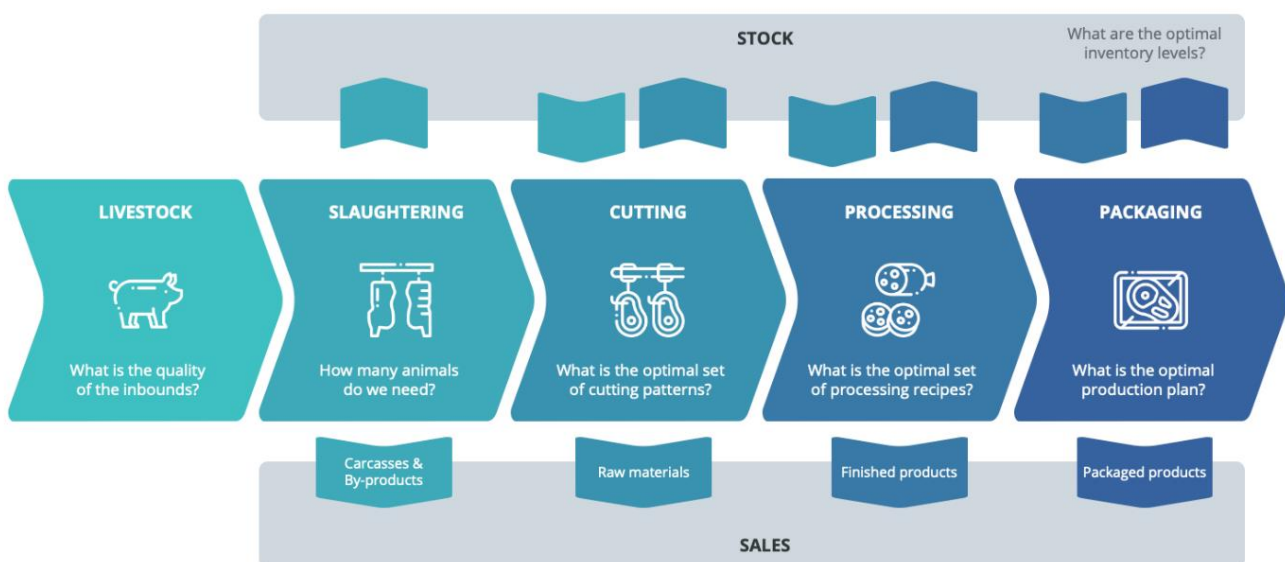 STOCK
What are the optimal
inventory levels?
LIVESTOCK
What is the quality
of the inbounds?
SLAUGHTERING
How many animals
do we need?
CUTTING
What is the optimal set
of cutting patterns?
PROCESSING
What is the optimal set
of processing recipes?
PACKAGING
What is the optimal
production plan?
Carcasses &
By-products
Raw materials
Finished products
Packaged products
SALES